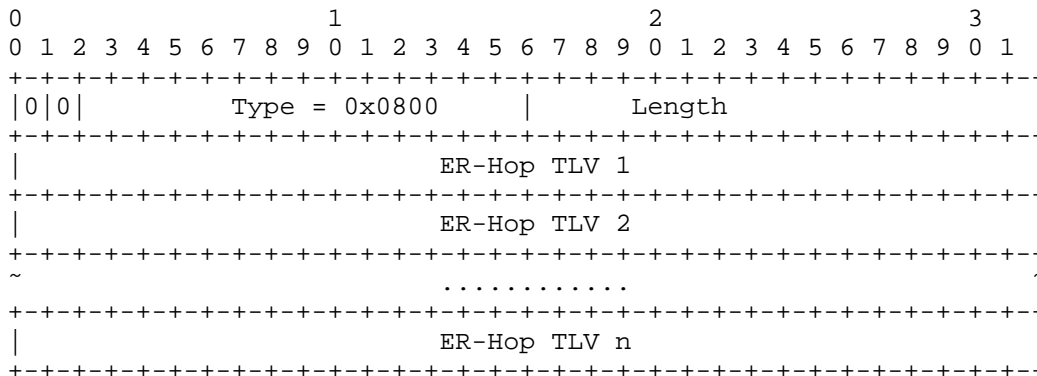 0                   1                   2                   3
0 1 2 3 4 5 6 7 8 9 0 1 2 3 4 5 6 7 8 9 0 1 2 3 4 5 6 7 8 9 0 1
+-+-+-+-+-+-+-+-+-+-+-+-+-+-+-+-+-+-+-+-+-+-+-+-+-+-+-+-+-+-+-+-
|0|0|         Type = 0x0800     |      Length
+-+-+-+-+-+-+-+-+-+-+-+-+-+-+-+-+-+-+-+-+-+-+-+-+-+-+-+-+-+-+-+-
|                          ER-Hop TLV 1
+-+-+-+-+-+-+-+-+-+-+-+-+-+-+-+-+-+-+-+-+-+-+-+-+-+-+-+-+-+-+-+-
|                          ER-Hop TLV 2
+-+-+-+-+-+-+-+-+-+-+-+-+-+-+-+-+-+-+-+-+-+-+-+-+-+-+-+-+-+-+-+-
~                          ............                         ~
+-+-+-+-+-+-+-+-+-+-+-+-+-+-+-+-+-+-+-+-+-+-+-+-+-+-+-+-+-+-+-+-
|                          ER-Hop TLV n
+-+-+-+-+-+-+-+-+-+-+-+-+-+-+-+-+-+-+-+-+-+-+-+-+-+-+-+-+-+-+-+-